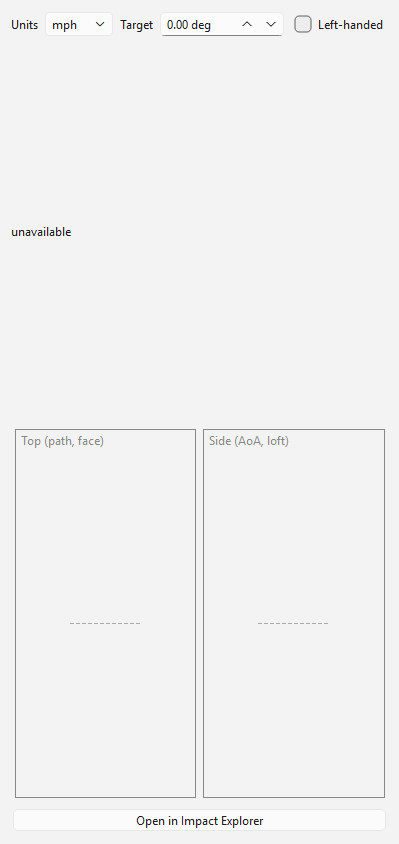 Units mph Target 0.00 deg Left-handed
unavailable
Top (path, face) Side (AoA, loft)
Open in Impact Explorer